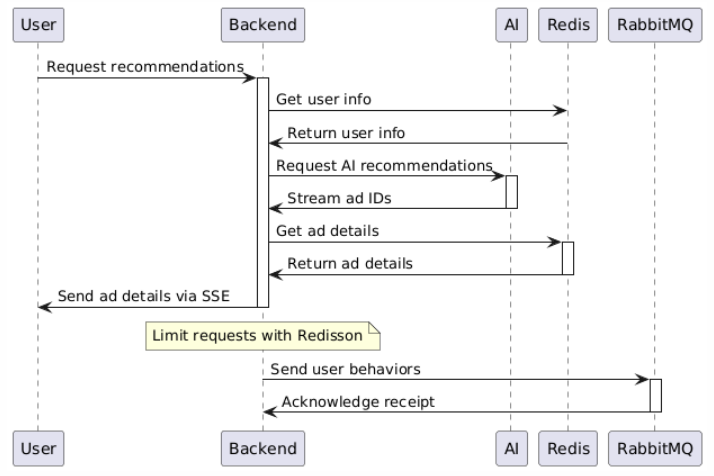 User Backend AI Redis RabbitMQ
Request recommendations
Get user info
Return user info
Request AI recommendations
Stream ad IDs
Get ad details
Return ad details
Send ad details via SSE
Limit requests with Redisson
Send user behaviors
Acknowledge receipt
User Backend AI Redis RabbitMQ